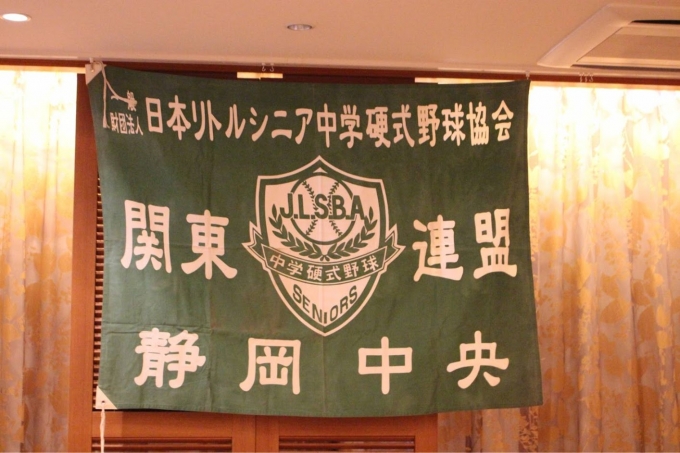 一般
財団法人 日本リトルシニア中学硬式野球協会
J.L.S.B.A
関東 連盟
中学硬式野球
SENIORS
静岡中央